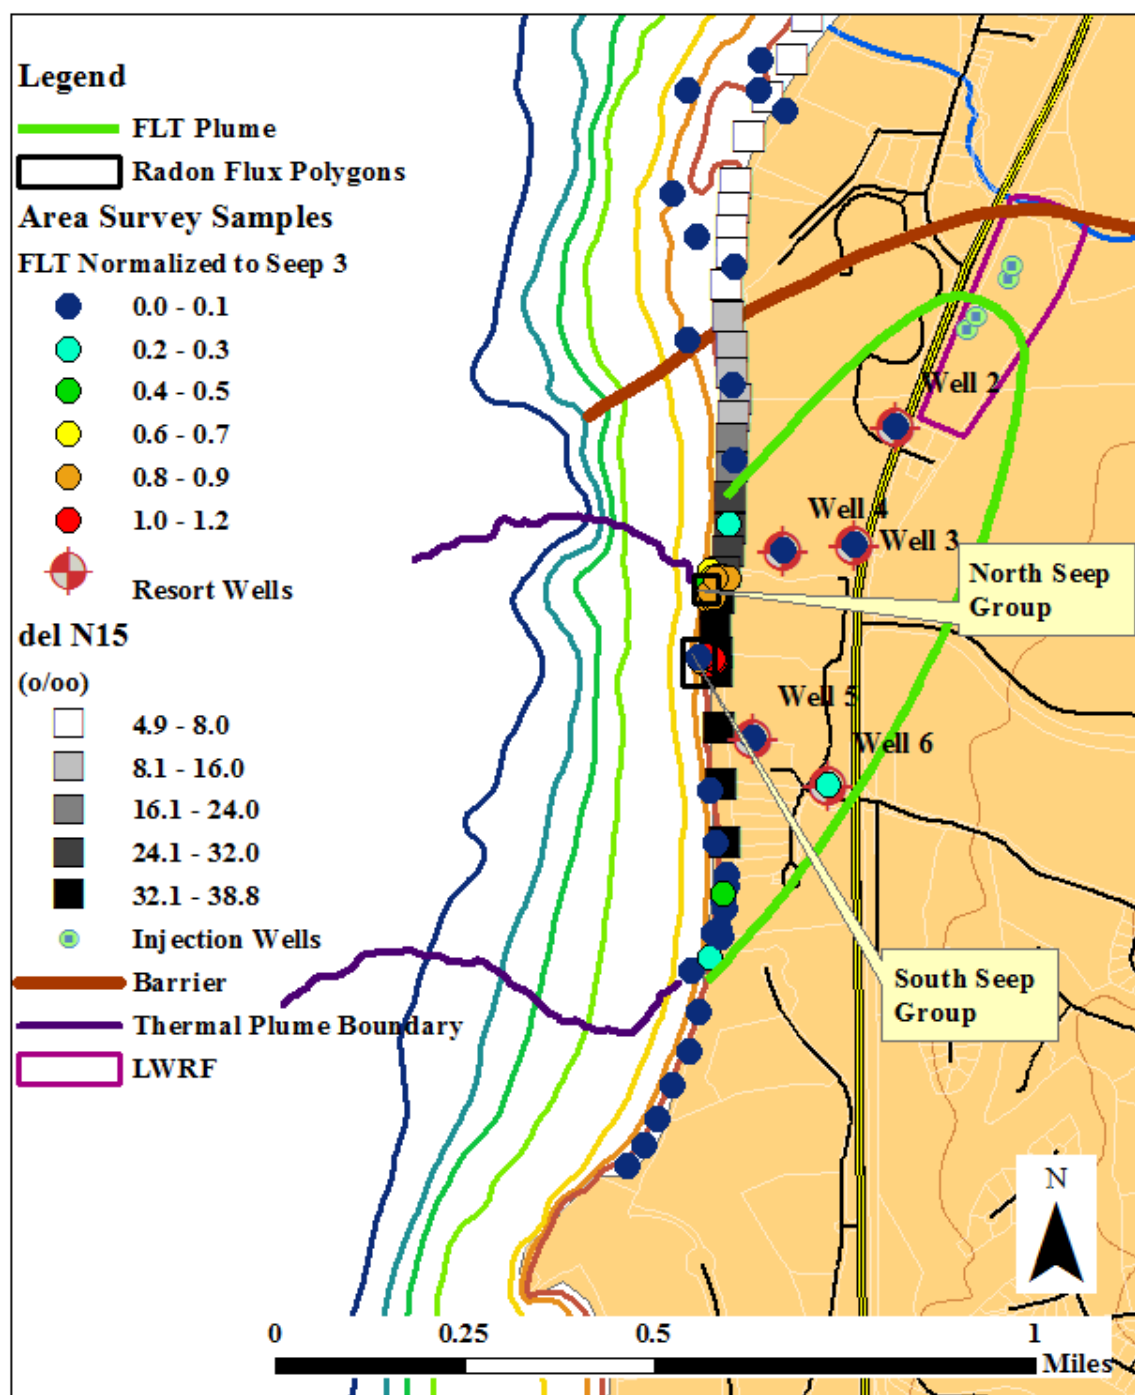 Legend
FLT Plume
Radon Flux Polygons
Area Survey Samples
FLT Normalized to Seep 3
0.0 - 0.1
0.2 - 0.3
0.4 - 0.5
0.6 - 0.7
0.8 - 0.9
1.0 - 1.2
Resort Wells
del N15
(o/oo)
4.9 - 8.0
8.1 - 16.0
16.1 - 24.0
24.1 - 32.0
32.1 - 38.8
Injection Wells
Barrier
Thermal Plume Boundary
LWRF
Well 2
Well 4
Well 3
North Seep
Group
Well 5
Well 6
South Seep
Group
N
0 0.25 0.5 1
Miles